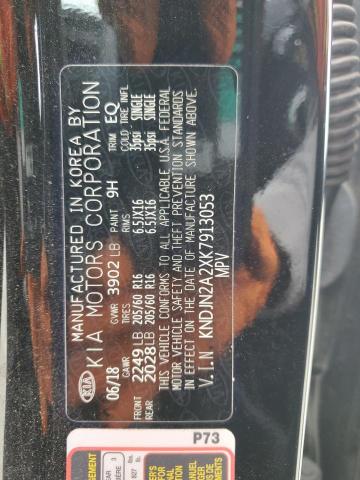 MANUFACTURED IN KOREA BY
KIA KIA MOTORS CORPORATION
06/18 GVWR 3902 LB PAINT 9H TRIM EQ
GAWR TIRES RIMS COLD TIRE INFL
FRONT 2249 LB 205/60 R16 6.5JX16 35psi SINGLE
REAR 2028 LB 205/60 R16 6.5JX16 35psi SINGLE
THIS VEHICLE CONFORMS TO ALL APPLICABLE U.S.A. FEDERAL
MOTOR VEHICLE SAFETY AND THEFT PREVENTION STANDARDS
IN EFFECT ON THE DATE OF MANUFACTURE SHOWN ABOVE.
V.I.N KNDJN2A2XK7913053
MPV
P73